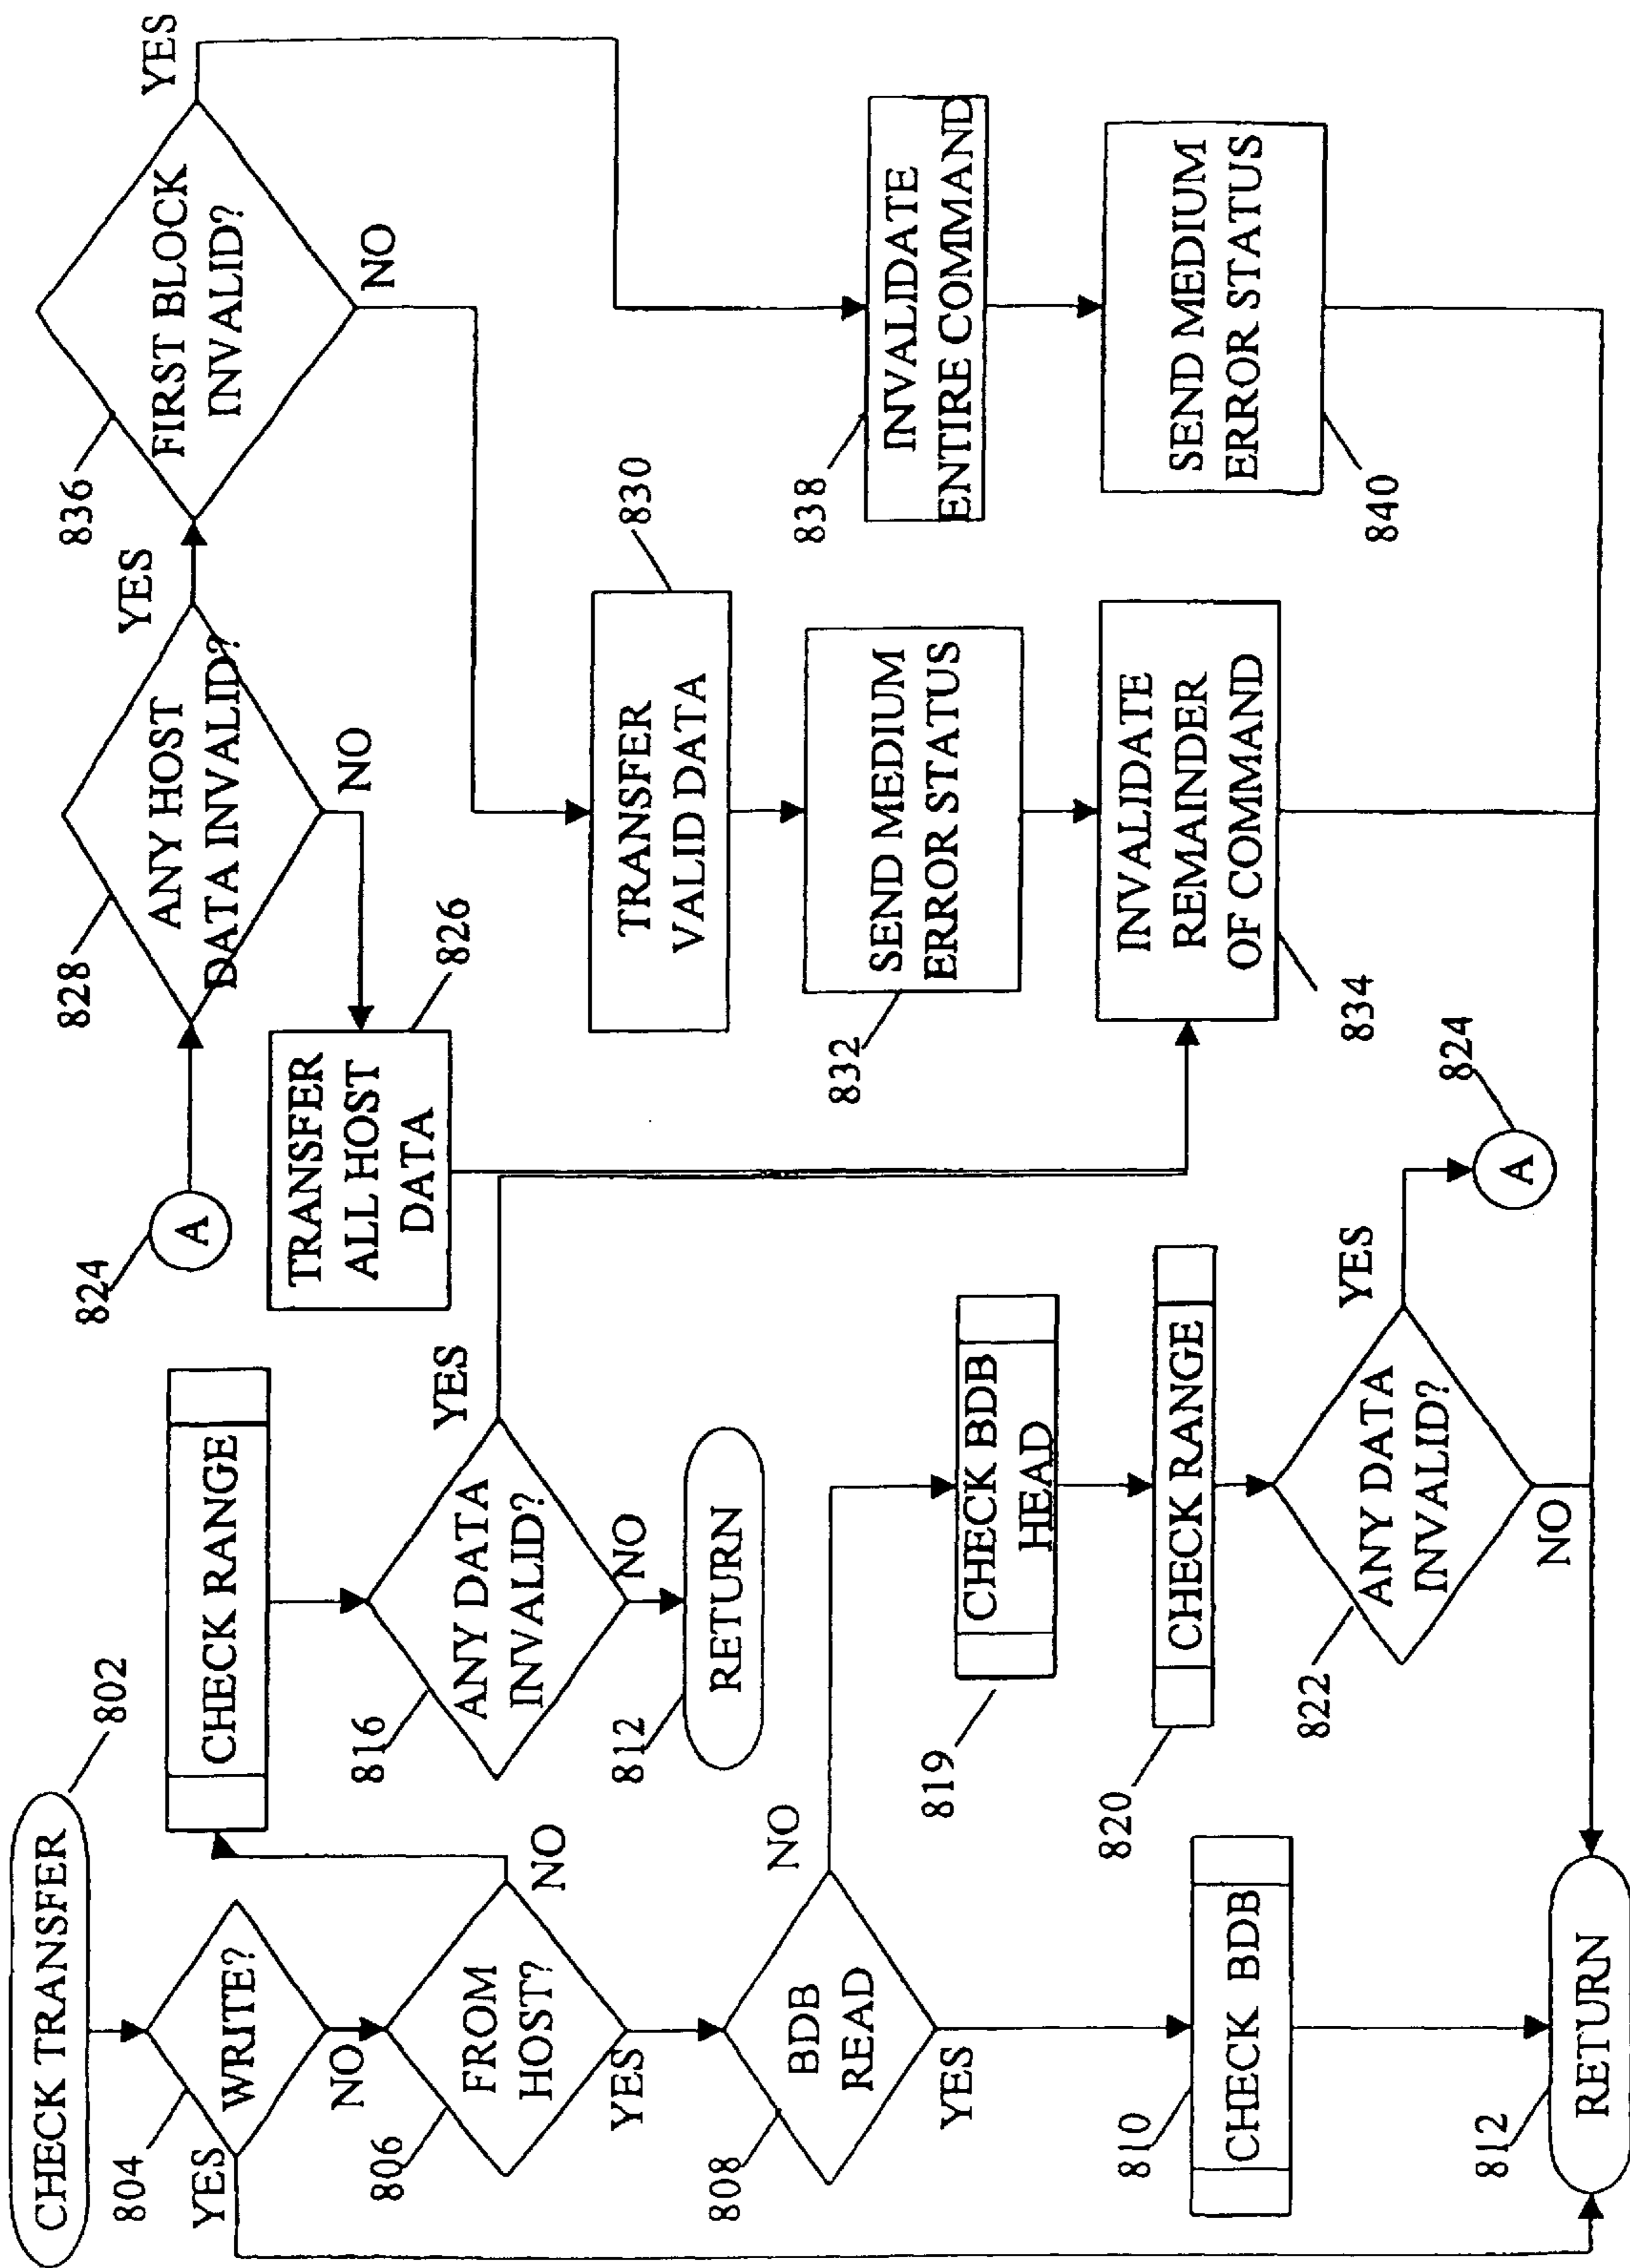 CHECK TRANSFER
802
804
WRITE?
YES
NO
806
FROM
HOST?
NO
YES
CHECK RANGE
816
ANY DATA
INVALID?
YES
NO
812
RETURN
808
BDB
READ
NO
YES
810
CHECK BDB
812
RETURN
819
CHECK BDB
HEAD
820
CHECK RANGE
822
ANY DATA
INVALID?
YES
NO
824
A
824
A
828
ANY HOST
DATA INVALID?
YES
NO
826
TRANSFER
ALL HOST
DATA
836
FIRST BLOCK
INVALID?
YES
NO
830
TRANSFER
VALID DATA
832
SEND MEDIUM
ERROR STATUS
834
INVALIDATE
REMAINDER
OF COMMAND
838
INVALIDATE
ENTIRE COMMAND
840
SEND MEDIUM
ERROR STATUS